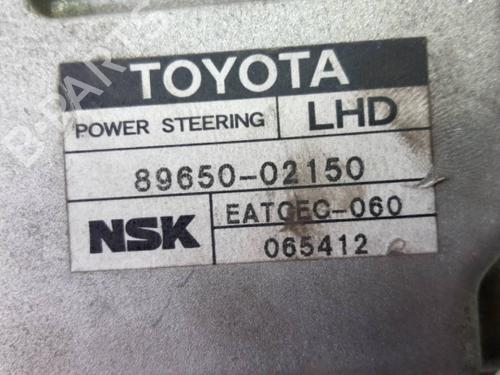 TOYOTA
POWER STEERING LHD
89650-02150
NSK EATCEC-060
065412
B-PARTS